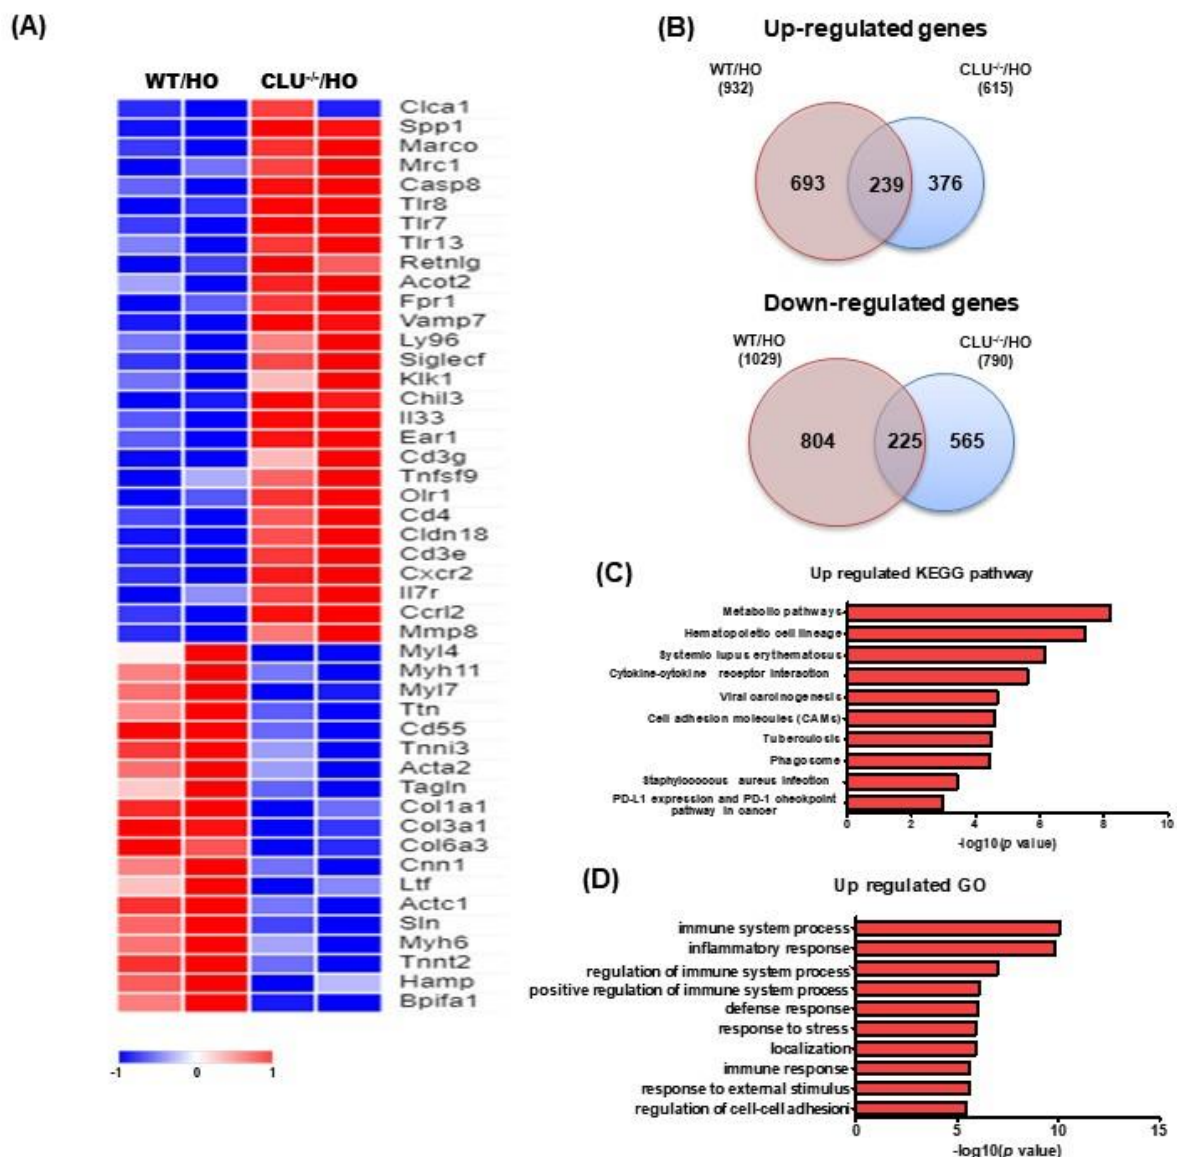 (A)
WT/HO CLU-/-/HO
Clca1
Spp1
Marco
Mrc1
Casp8
Tlr8
Tlr7
Tlr13
Retnlg
Acot2
Fpr1
Vamp7
Ly96
Siglecf
Klk1
Chil3
Il33
Ear1
Cd3g
Tnfsf9
Olr1
Cd4
Cldn18
Cd3e
Cxcr2
Il7r
Ccrl2
Mmp8
Myl4
Myh11
Myl7
Ttn
Cd55
Tnni3
Acta2
Tagln
Col1a1
Col3a1
Col6a3
Cnn1
Ltf
Actc1
Sln
Myh6
Tnnt2
Hamp
Bpifa1
-1 0 1
(B)
Up-regulated genes
WT/HO
(932)
CLU-/-/HO
(615)
693 239 376
Down-regulated genes
WT/HO
(1029)
CLU-/-/HO
(790)
804 225 565
(C)
Up regulated KEGG pathway
Metabolic pathways
Hematopoietic cell lineage
Systemic lupus erythematosus
Cytokine-cytokine receptor interaction
Viral carcinogenesis
Cell adhesion molecules (CAMs)
Tuberculosis
Phagosome
Staphylococcus aureus infection
PD-L1 expression and PD-1 checkpoint
pathway in cancer
0 2 4 6 8 10
-log10(p value)
(D)
Up regulated GO
immune system process
inflammatory response
regulation of immune system process
positive regulation of immune system process
defense response
response to stress
localization
immune response
response to external stimulus
regulation of cell-cell adhesioni
0 5 10 15
-log10(p value)